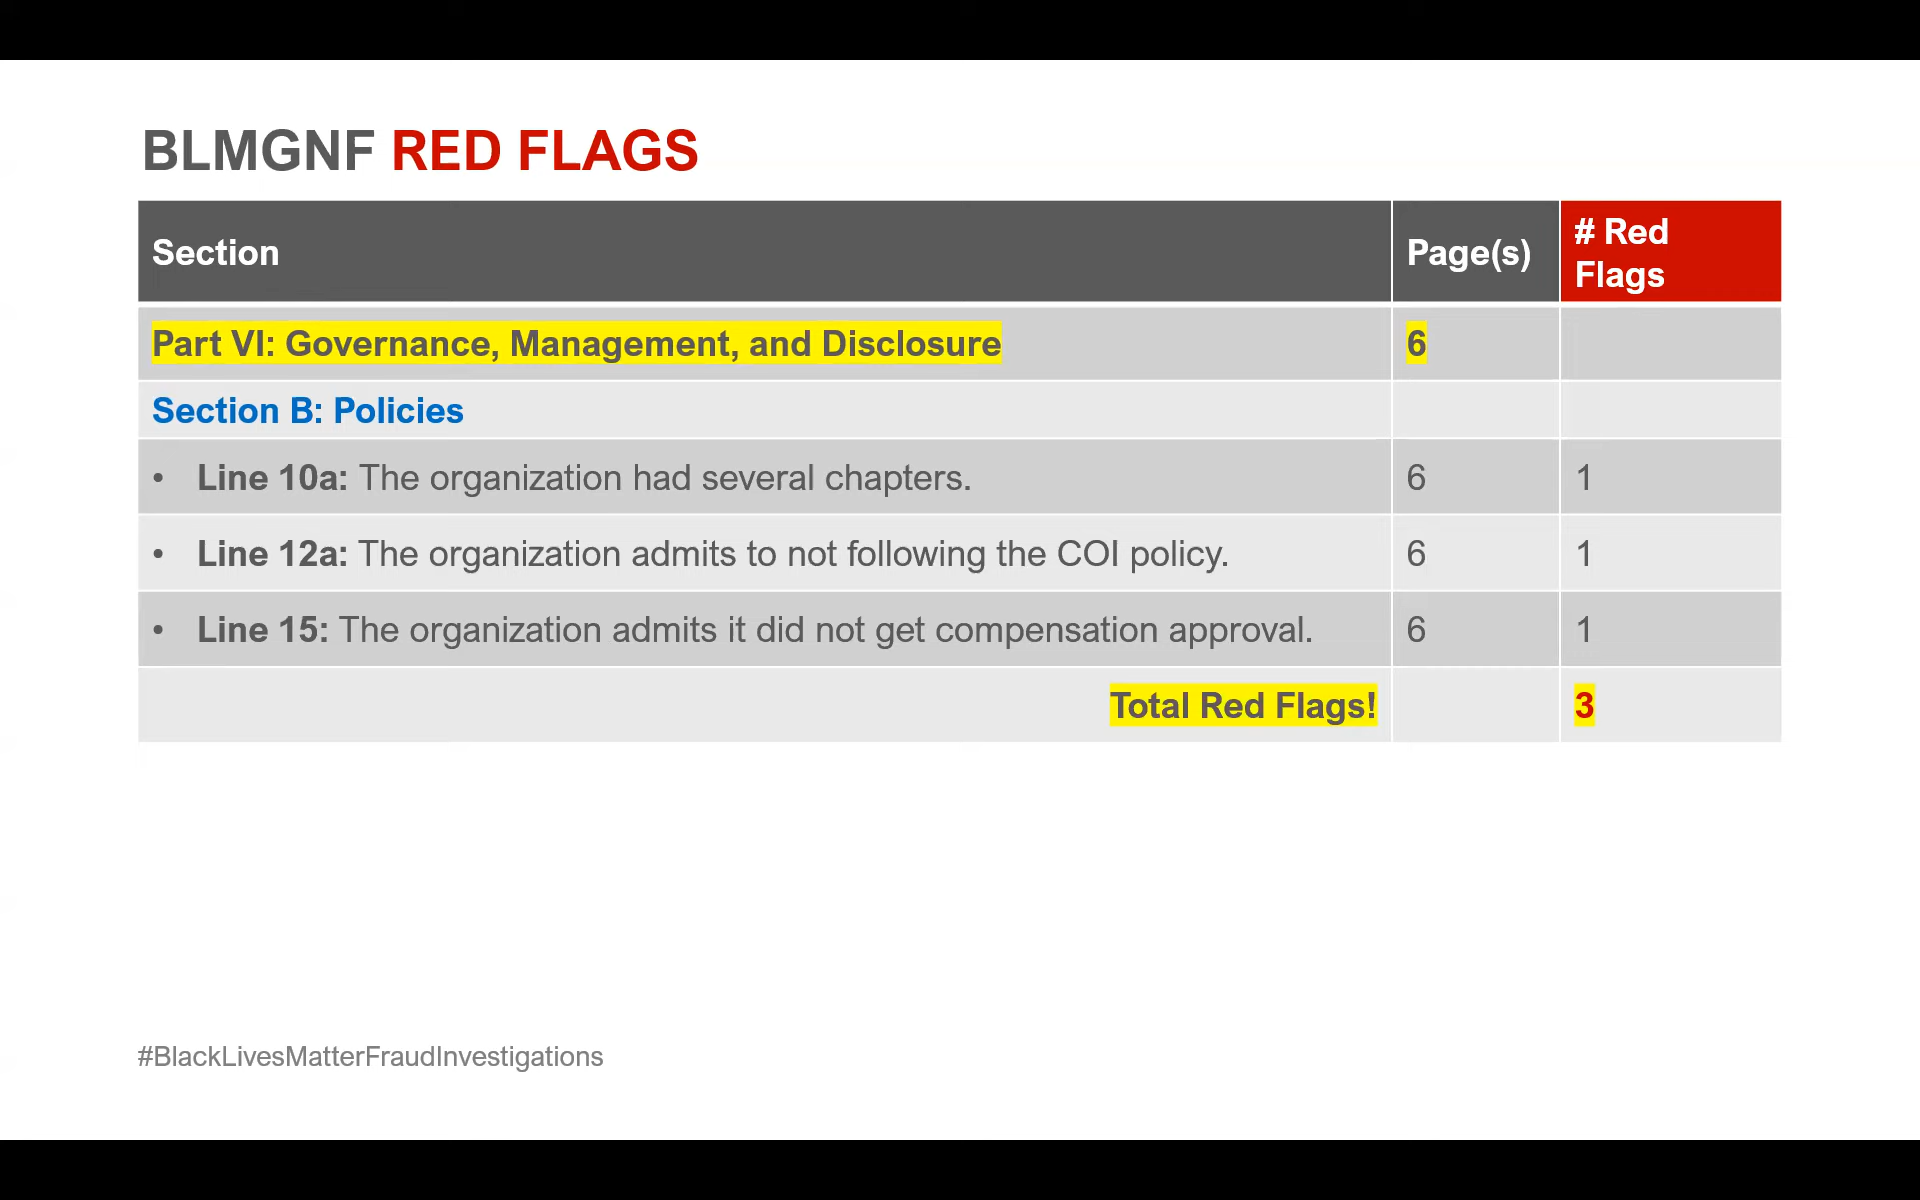 BLMGNF RED FLAGS
Section Page(s) # Red Flags
Part VI: Governance, Management, and Disclosure 6
Section B: Policies
• Line 10a: The organization had several chapters. 6 1
• Line 12a: The organization admits to not following the COI policy. 6 1
• Line 15: The organization admits it did not get compensation approval. 6 1
Total Red Flags! 3
#BlackLivesMatterFraudInvestigations